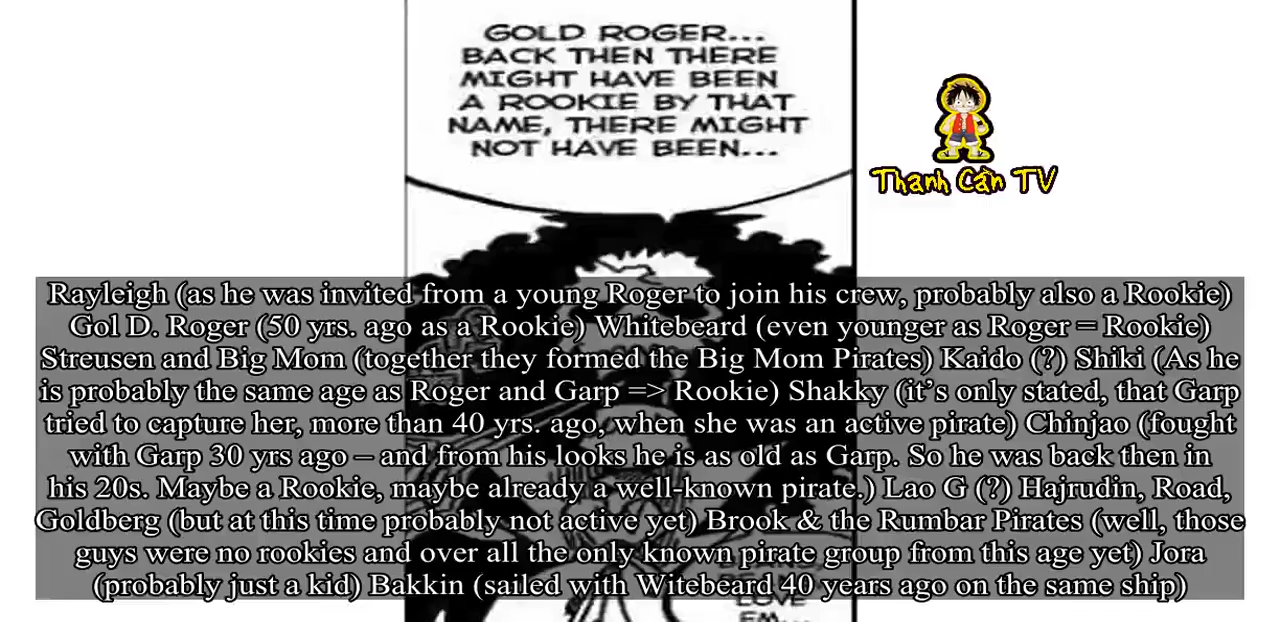 GOLD ROGER...
BACK THEN THERE
MIGHT HAVE BEEN
A ROOKIE BY THAT
NAME, THERE MIGHT
NOT HAVE BEEN...
Thanh Cân TV
Rayleigh (as he was invited from a young Roger to join his crew, probably also a Rookie)
Gol D. Roger (50 yrs. ago as a Rookie) Whitebeard (even younger as Roger = Rookie)
Streusen and Big Mom (together they formed the Big Mom Pirates) Kaido (?) Shiki (As he
is probably the same age as Roger and Garp => Rookie) Shakky (it’s only stated, that Garp
tried to capture her, more than 40 yrs. ago, when she was an active pirate) Chinjao (fought
with Garp 30 yrs ago – and from his looks he is as old as Garp. So he was back then in
his 20s. Maybe a Rookie, maybe already a well-known pirate.) Lao G (?) Hajrudin, Road,
Goldberg (but at this time probably not active yet) Brook & the Rumbar Pirates (well, those
guys were no rookies and over all the only known pirate group from this age yet) Jora
(probably just a kid) Bakkin (sailed with Witebeard 40 years ago on the same ship)
LOVE
EM...